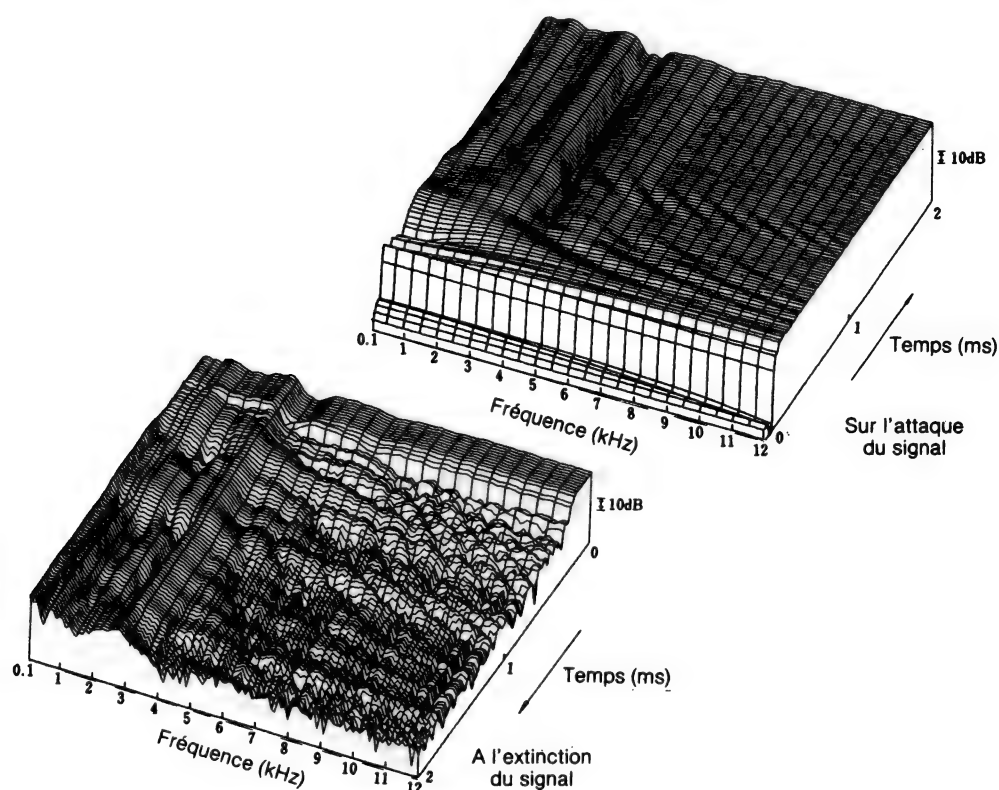 10dB
2
1
Temps (ms)
0
0.1 1 2 3 4 5 6 7 8 9 10 11 12
Fréquence (kHz)
Sur l'attaque
du signal
10dB
0
1
Temps (ms)
2
0.1 1 2 3 4 5 6 7 8 9 10 11 12
Fréquence (kHz)
A l'extinction
du signal